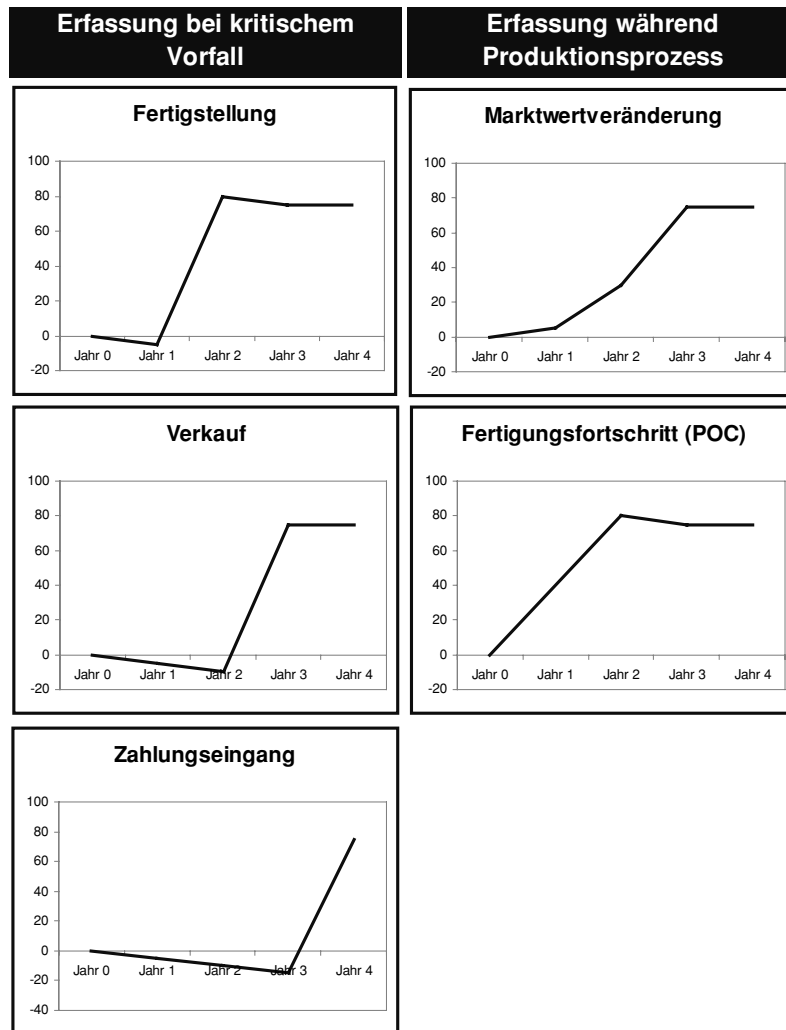 Erfassung bei kritischem
Vorfall
Erfassung während
Produktionsprozess
Fertigstellung
100
80
60
40
20
0
-20
Jahr 0 Jahr 1 Jahr 2 Jahr 3 Jahr 4
Marktwertveränderung
100
80
60
40
20
0
-20
Jahr 0 Jahr 1 Jahr 2 Jahr 3 Jahr 4
Verkauf
100
80
60
40
20
0
-20
Jahr 0 Jahr 1 Jahr 2 Jahr 3 Jahr 4
Fertigungsfortschritt (POC)
100
80
60
40
20
0
-20
Jahr 0 Jahr 1 Jahr 2 Jahr 3 Jahr 4
Zahlungseingang
100
80
60
40
20
0
-20
-40
Jahr 0 Jahr 1 Jahr 2 Jahr 3 Jahr 4